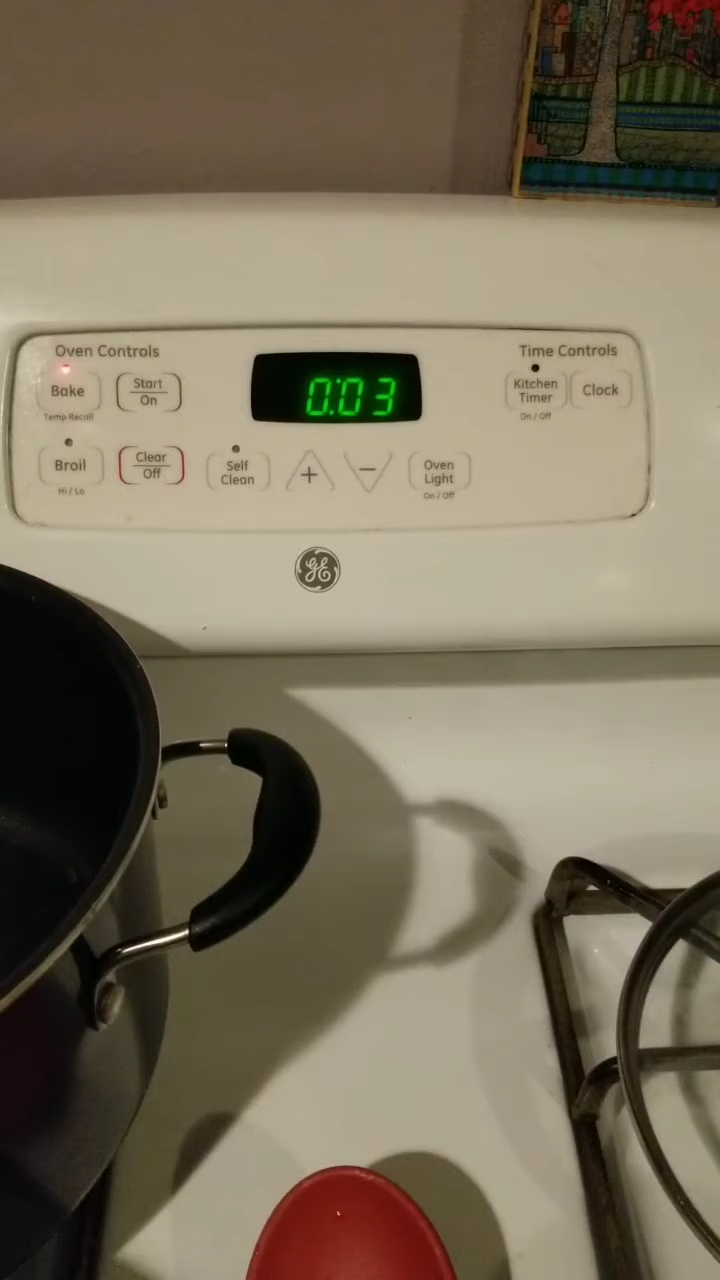 Oven Controls
Time Controls
Bake
Temp Recall
Start
On
0:03
Kitchen
Timer
On / Off
Clock
Broil
Hi / Lo
Clear
Off
Self
Clean
+
−
Oven
Light
On / Off
GE